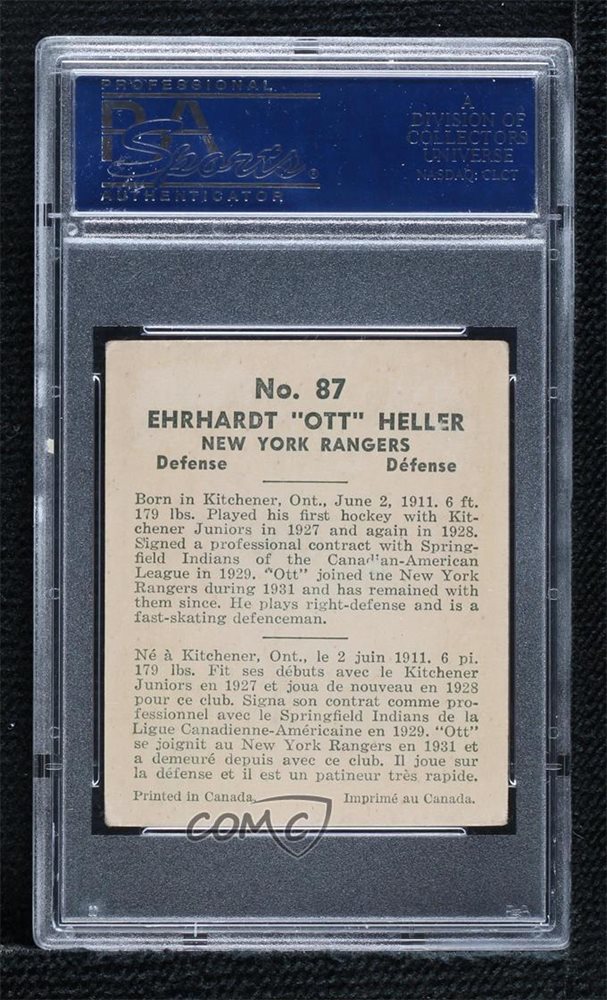 PROFESSIONAL
PSA
Sports®
AUTHENTICATOR
A
DIVISION OF
COLLECTORS
UNIVERSE
NASDAQ: CLCT
No. 87
EHRHARDT "OTT" HELLER
NEW YORK RANGERS
Defense Défense
Born in Kitchener, Ont., June 2, 1911. 6 ft.
179 lbs. Played his first hockey with Kit-
chener Juniors in 1927 and again in 1928.
Signed a professional contract with Spring-
field Indians of the Canadian-American
League in 1929. "Ott" joined the New York
Rangers during 1931 and has remained with
them since. He plays right-defense and is a
fast-skating defenceman.
Né à Kitchener, Ont., le 2 juin 1911. 6 pi.
179 lbs. Fit ses débuts avec le Kitchener
Juniors en 1927 et joua de nouveau en 1928
pour ce club. Signa son contrat comme pro-
fessionnel avec le Springfield Indians de la
Ligue Canadienne-Américaine en 1929. "Ott"
se joignit au New York Rangers en 1931 et
a demeuré depuis avec ce club. Il joue sur
la défense et il est un patineur très rapide.
Printed in Canada. Imprimé au Canada.
COMC